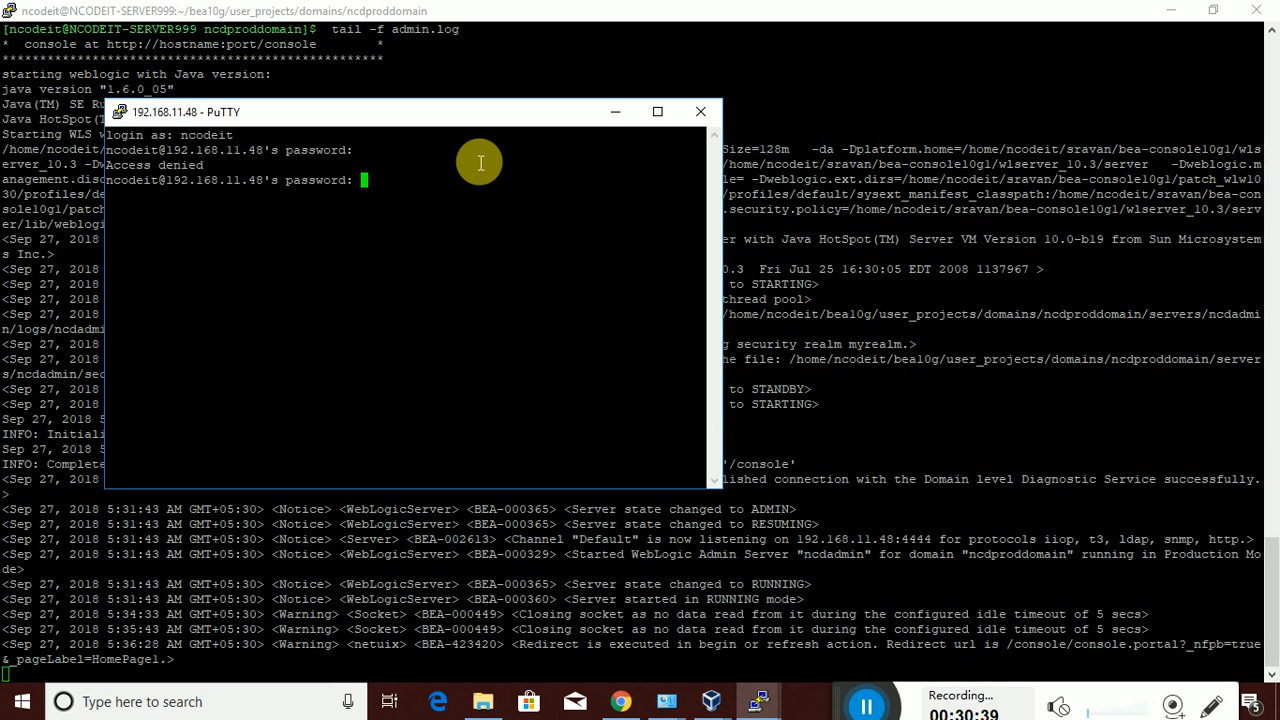 ncodeit@NCODEIT-SERVER999:~/bea10g/user_projects/domains/ncdproddomain
[ncodeit@NCODEIT-SERVER999 ncdproddomain]$ tail -f admin.log
* console at http://hostname:port/console *
***************************************************
starting weblogic with Java version:
java version "1.6.0_05"
Java(TM) SE Ru
Java HotSpot(T
Starting WLS w
/home/ncodeit/ Size=128m -da -Dplatform.home=/home/ncodeit/sravan/bea-console10g1/wls
erver_10.3 -Dw /home/ncodeit/sravan/bea-console10g1/wlserver_10.3/server -Dweblogic.m
anagement.disc = -Dweblogic.ext.dirs=/home/ncodeit/sravan/bea-console10g1/patch_wlw10
30/profiles/de /profiles/default/sysext_manifest_classpath:/home/ncodeit/sravan/bea-con
sole10g1/patch .security.policy=/home/ncodeit/sravan/bea-console10g1/wlserver_10.3/serv
er/lib/weblogi
<Sep 27, 2018 er with Java HotSpot(TM) Server VM Version 10.0-b19 from Sun Microsystem
s Inc.>
<Sep 27, 2018 0.3 Fri Jul 25 16:30:05 EDT 2008 1137967 >
<Sep 27, 2018 to STARTING>
<Sep 27, 2018 thread pool>
<Sep 27, 2018 /home/ncodeit/bea10g/user_projects/domains/ncdproddomain/servers/ncdadmi
n/logs/ncdadmi
<Sep 27, 2018 g security realm myrealm.>
<Sep 27, 2018 he file: /home/ncodeit/bea10g/user_projects/domains/ncdproddomain/server
s/ncdadmin/sec
<Sep 27, 2018 to STANDBY>
<Sep 27, 2018 to STARTING>
Sep 27, 2018 5
INFO: Initiali
Sep 27, 2018 5
INFO: Complete '/console'
<Sep 27, 2018 lished connection with the Domain level Diagnostic Service successfully.
>
<Sep 27, 2018 5:31:43 AM GMT+05:30> <Notice> <WebLogicServer> <BEA-000365> <Server state changed to ADMIN>
<Sep 27, 2018 5:31:43 AM GMT+05:30> <Notice> <WebLogicServer> <BEA-000365> <Server state changed to RESUMING>
<Sep 27, 2018 5:31:43 AM GMT+05:30> <Notice> <Server> <BEA-002613> <Channel "Default" is now listening on 192.168.11.48:4444 for protocols iiop, t3, ldap, snmp, http.>
<Sep 27, 2018 5:31:43 AM GMT+05:30> <Notice> <WebLogicServer> <BEA-000329> <Started WebLogic Admin Server "ncdadmin" for domain "ncdproddomain" running in Production Mo
de>
<Sep 27, 2018 5:31:43 AM GMT+05:30> <Notice> <WebLogicServer> <BEA-000365> <Server state changed to RUNNING>
<Sep 27, 2018 5:31:43 AM GMT+05:30> <Notice> <WebLogicServer> <BEA-000360> <Server started in RUNNING mode>
<Sep 27, 2018 5:34:33 AM GMT+05:30> <Warning> <Socket> <BEA-000449> <Closing socket as no data read from it during the configured idle timeout of 5 secs>
<Sep 27, 2018 5:35:43 AM GMT+05:30> <Warning> <Socket> <BEA-000449> <Closing socket as no data read from it during the configured idle timeout of 5 secs>
<Sep 27, 2018 5:36:28 AM GMT+05:30> <Warning> <netuix> <BEA-423420> <Redirect is executed in begin or refresh action. Redirect url is /console/console.portal?_nfpb=true
&_pageLabel=HomePage1.>
192.168.11.48 - PuTTY
login as: ncodeit
ncodeit@192.168.11.48's password:
Access denied
ncodeit@192.168.11.48's password:
Type here to search
Recording...
00:30:39
5